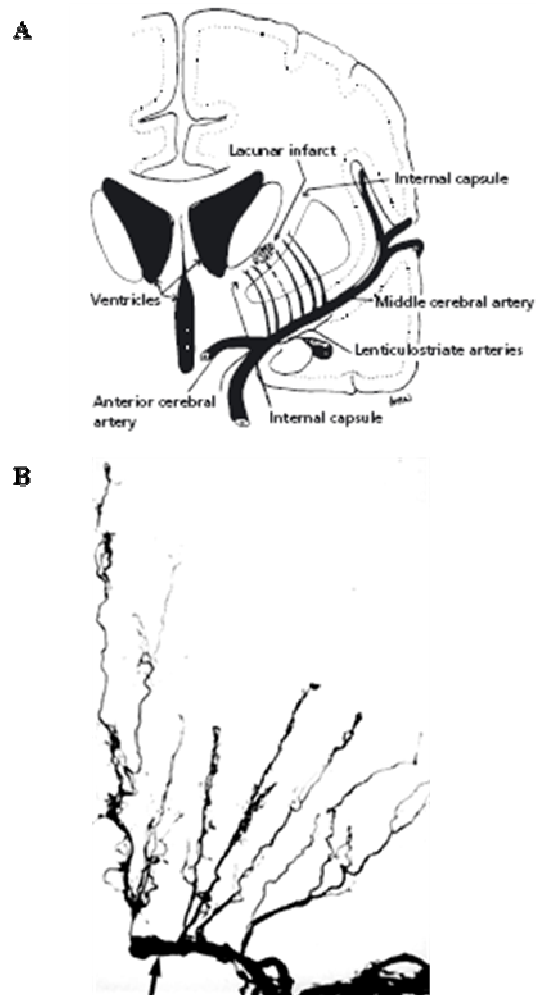 A
Lacunar infarct
Internal capsule
Ventricles
Middle cerebral artery
Lenticulostriate arteries
Anterior cerebral
artery
Internal capsule
B